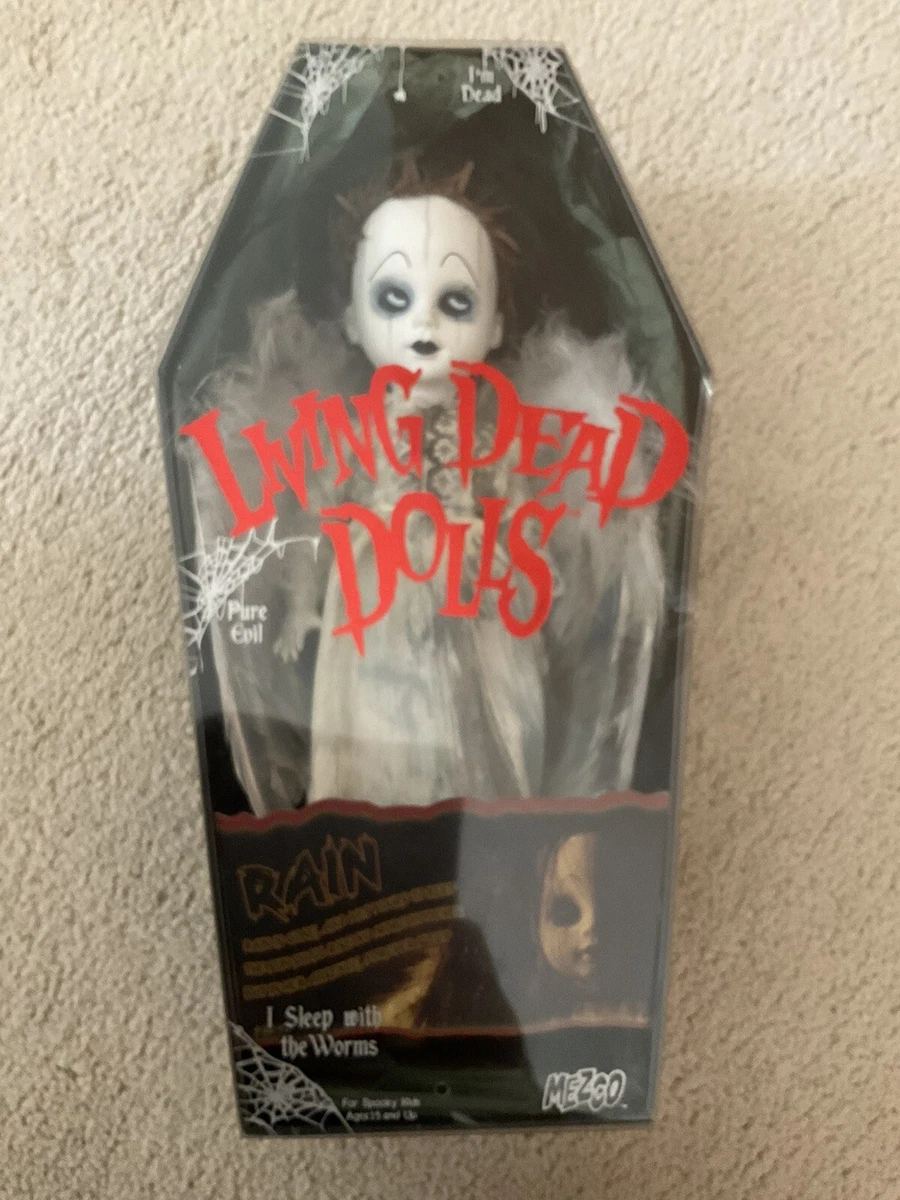 I'm
Dead
LIVING DEAD
DOLLS
Pure
Evil
RAIN
I Sleep with
the Worms
MEZCO
For Spooky Kids
Ages 15 and Up